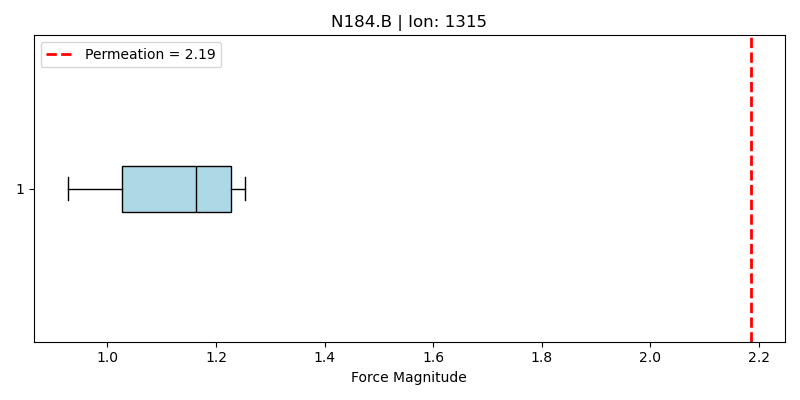 N184.B | Ion: 1315
Permeation = 2.19
1
1.0 1.2 1.4 1.6 1.8 2.0 2.2
Force Magnitude